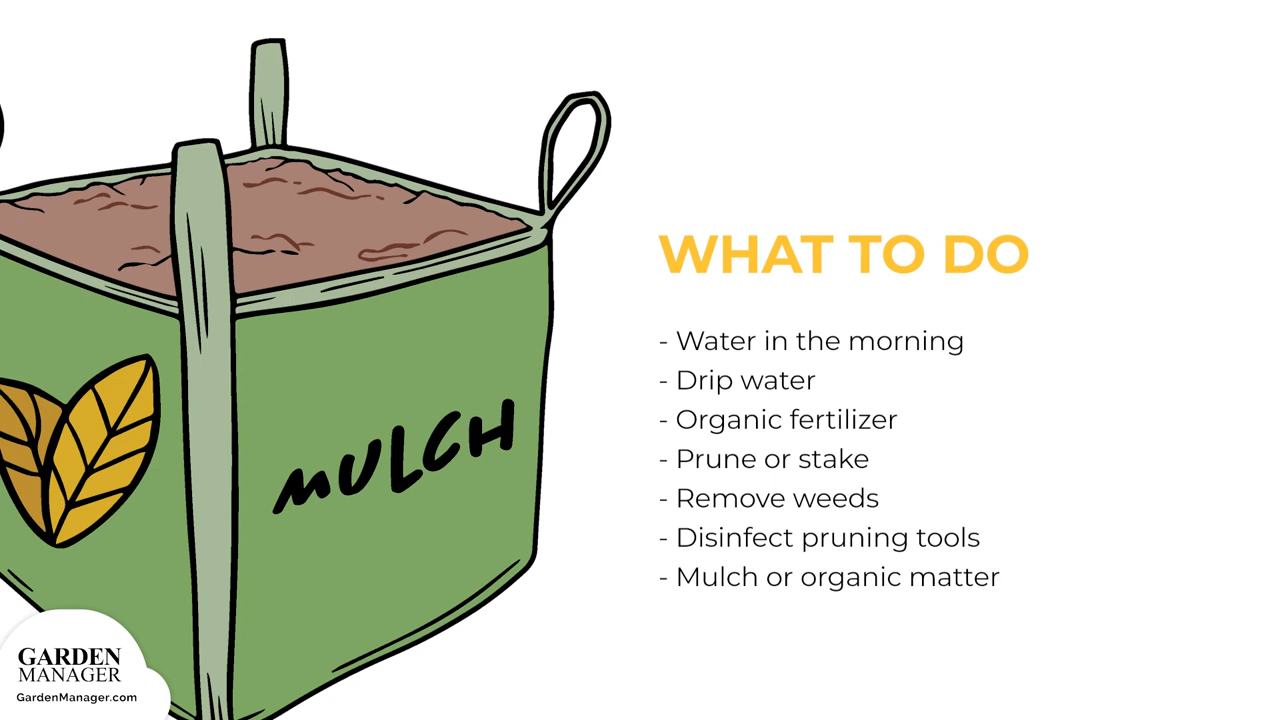 WHAT TO DO
- Water in the morning
- Drip water
- Organic fertilizer
- Prune or stake
- Remove weeds
- Disinfect pruning tools
- Mulch or organic matter
MULCH
GARDEN
MANAGER
GardenManager.com